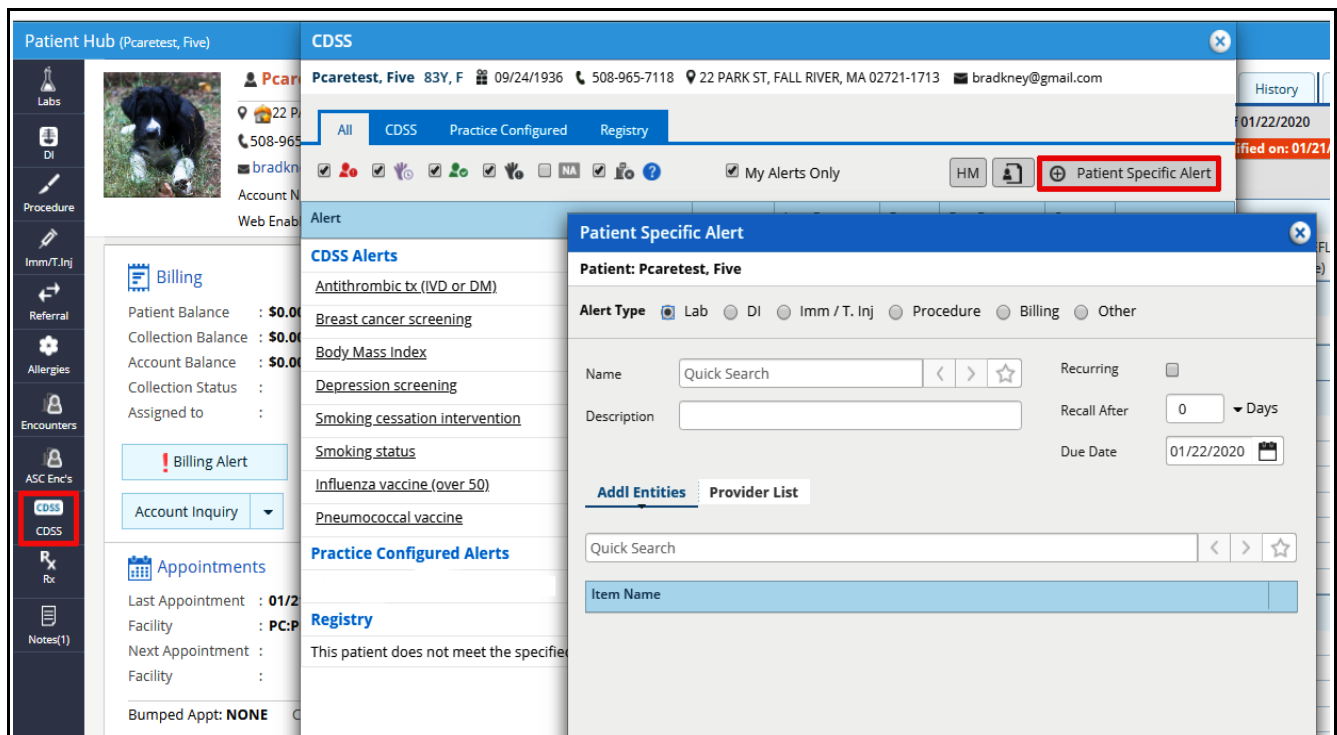 Patient Hub (Pcaretest, Five)
Labs
DI
Procedure
Imm/T.Inj
Referral
Allergies
Encounters
ASC Enc's
CDSS
CDSS
Rx
Rx
Notes(1)
Pcar
22 P
508-965
bradkn
Account N
Web Enab
Billing
Patient Balance : $0.00
Collection Balance : $0.00
Account Balance : $0.00
Collection Status :
Assigned to :
Billing Alert
Account Inquiry
Appointments
Last Appointment : 01/2
Facility : PC:P
Next Appointment :
Facility :
Bumped Appt: NONE C
CDSS
Pcaretest, Five 83Y, F 09/24/1936 508-965-7118 22 PARK ST, FALL RIVER, MA 02721-1713 bradkney@gmail.com
All CDSS Practice Configured Registry
NA ? My Alerts Only HM Patient Specific Alert
Alert
CDSS Alerts
Antithrombic tx (IVD or DM)
Breast cancer screening
Body Mass Index
Depression screening
Smoking cessation intervention
Smoking status
Influenza vaccine (over 50)
Pneumococcal vaccine
Practice Configured Alerts
Registry
This patient does not meet the specifie
Patient Specific Alert
Patient: Pcaretest, Five
Alert Type Lab DI Imm / T. Inj Procedure Billing Other
Name Quick Search Recurring
Description Recall After 0 Days
Due Date 01/22/2020
Addl Entities Provider List
Quick Search
Item Name
History
f 01/22/2020
ified on: 01/21/
FL
e)